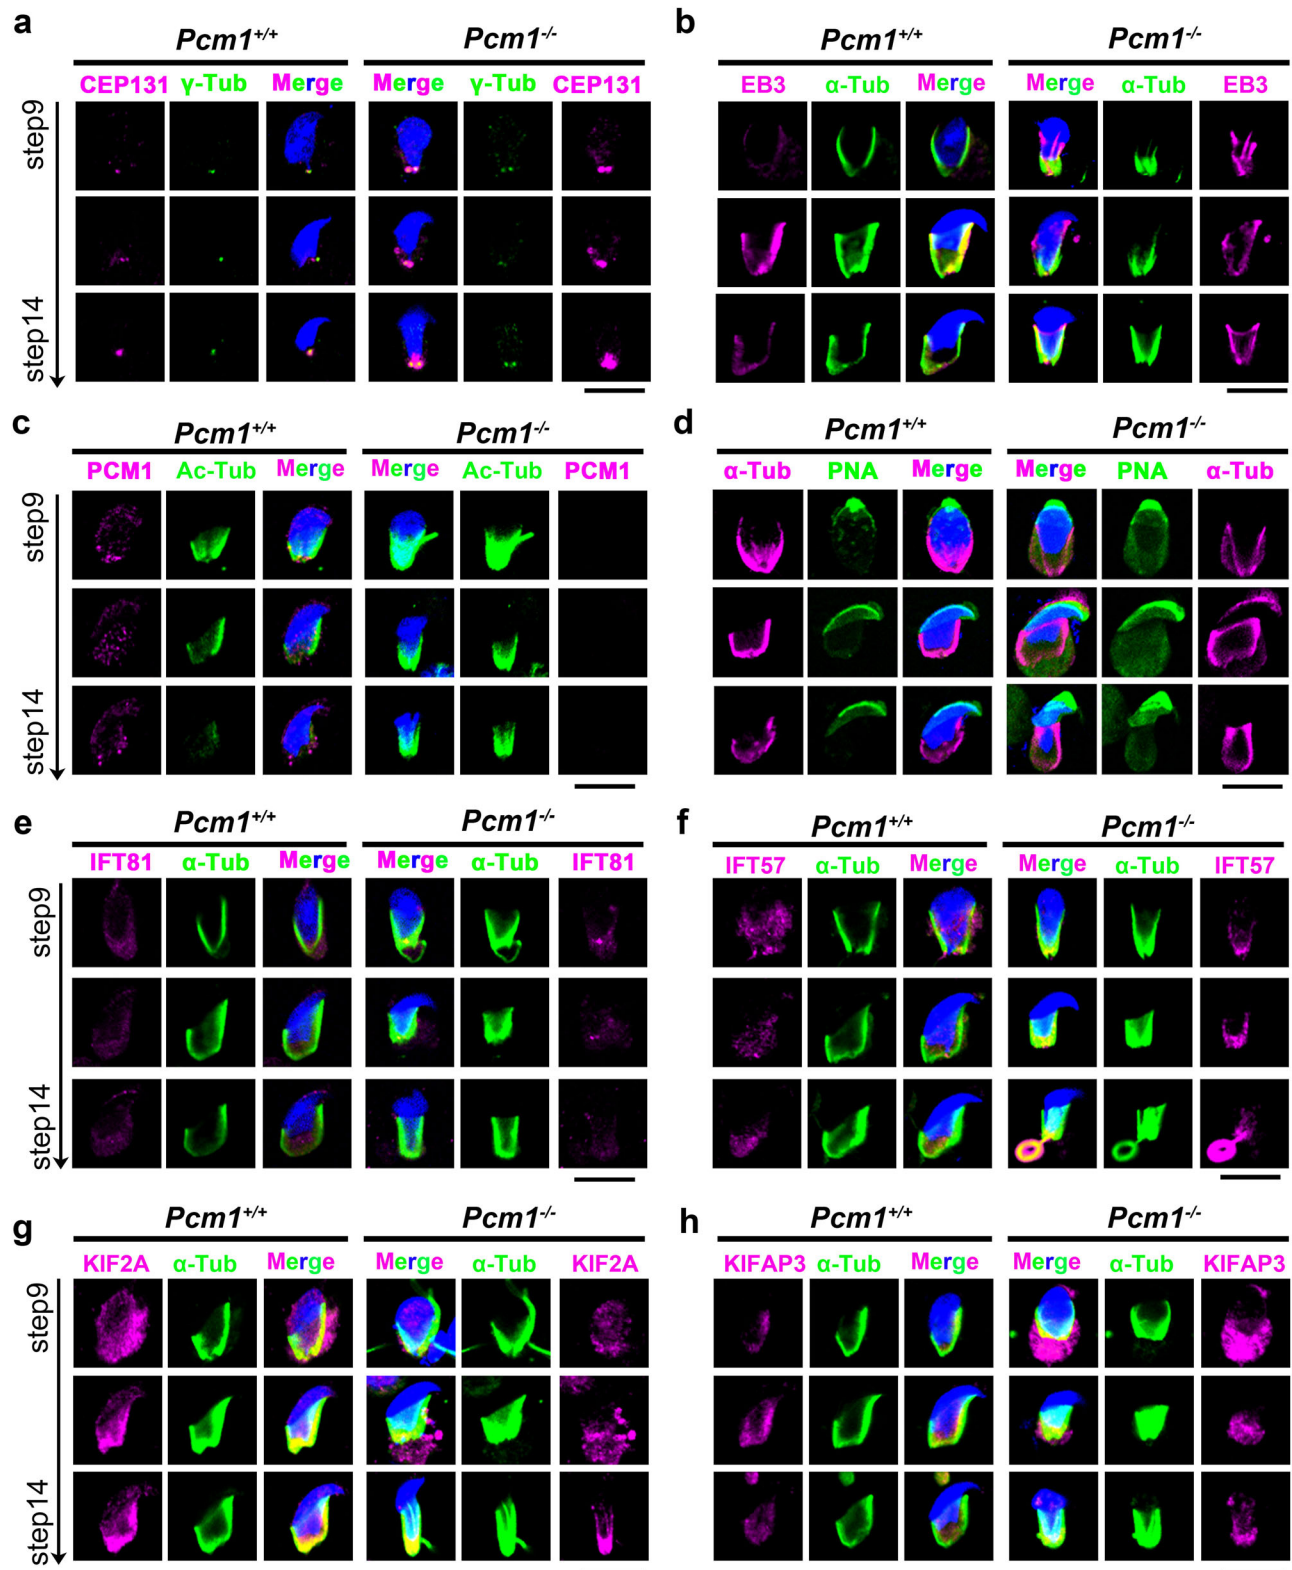 a
Pcm1+/+ Pcm1-/-
CEP131 γ-Tub Merge Merge γ-Tub CEP131
step9
step14
b
Pcm1+/+ Pcm1-/-
EB3 α-Tub Merge Merge α-Tub EB3
c
Pcm1+/+ Pcm1-/-
PCM1 Ac-Tub Merge Merge Ac-Tub PCM1
step9
step14
d
Pcm1+/+ Pcm1-/-
α-Tub PNA Merge Merge PNA α-Tub
e
Pcm1+/+ Pcm1-/-
IFT81 α-Tub Merge Merge α-Tub IFT81
step9
step14
f
Pcm1+/+ Pcm1-/-
IFT57 α-Tub Merge Merge α-Tub IFT57
g
Pcm1+/+ Pcm1-/-
KIF2A α-Tub Merge Merge α-Tub KIF2A
step9
step14
h
Pcm1+/+ Pcm1-/-
KIFAP3 α-Tub Merge Merge α-Tub KIFAP3